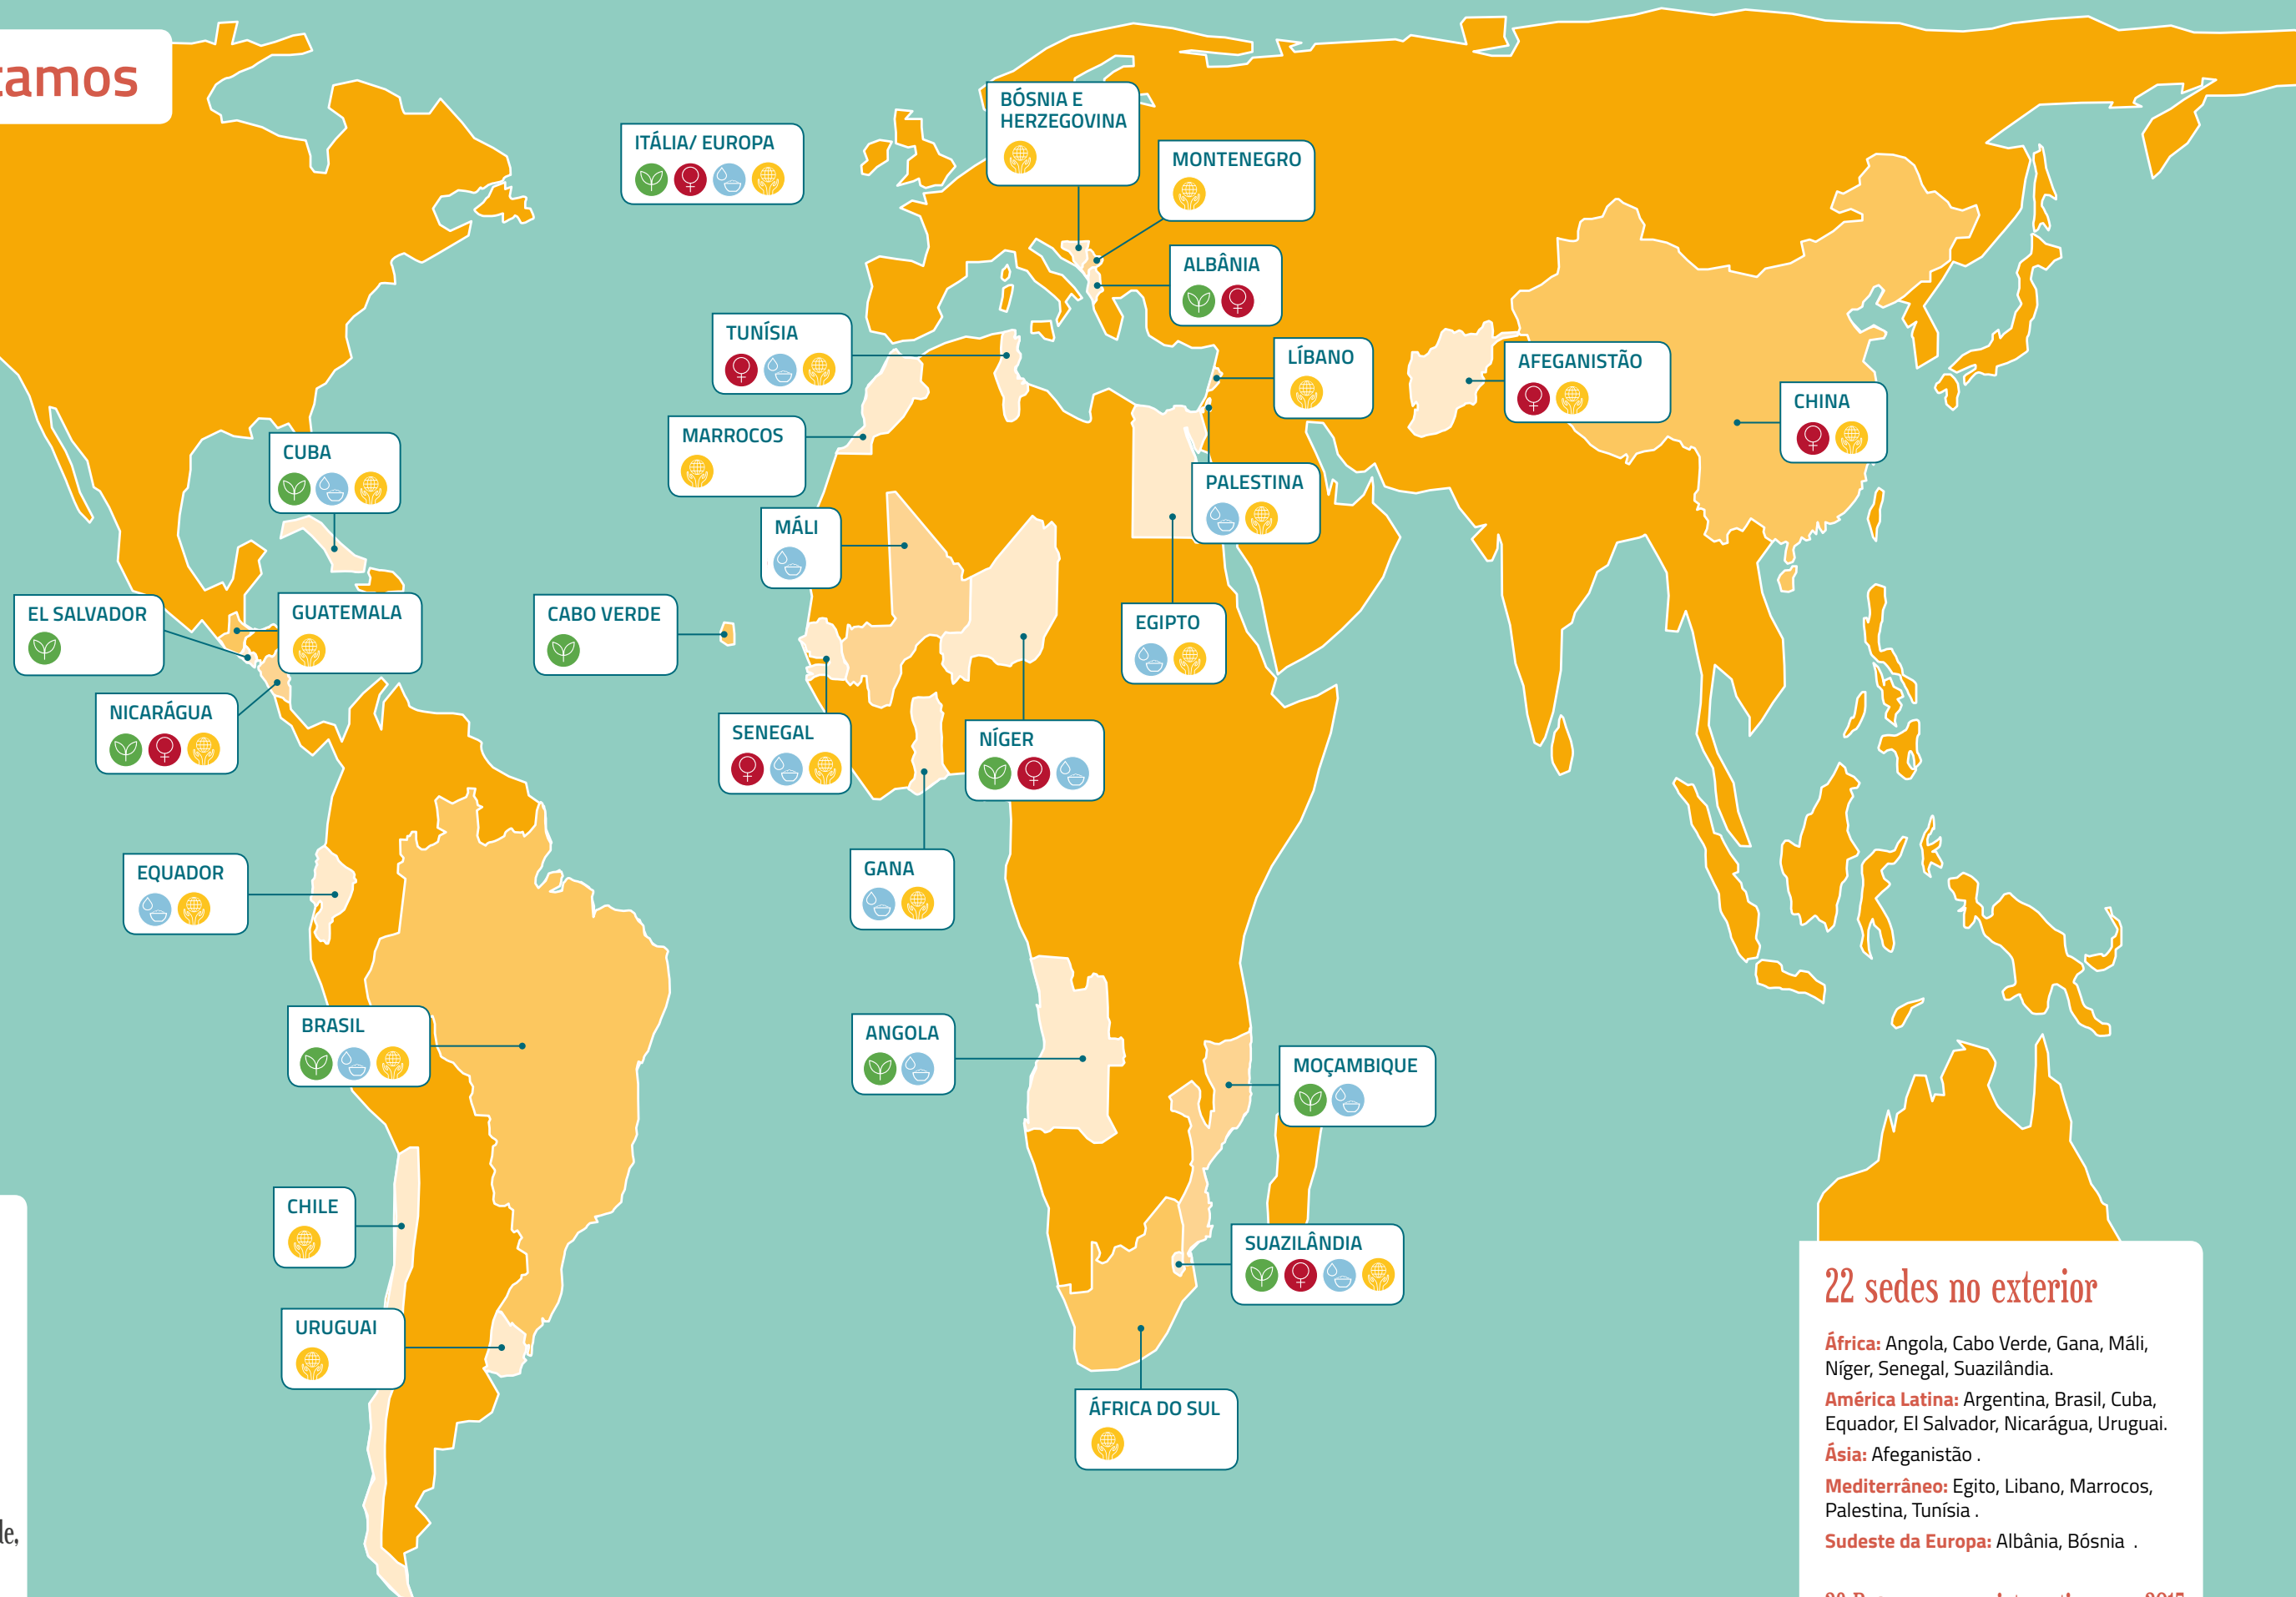 tamos
BÓSNIA E
HERZEGOVINA
ITÁLIA/ EUROPA
MONTENEGRO
ALBÂNIA
TUNÍSIA
LÍBANO
AFEGANISTÃO
CHINA
MARROCOS
CUBA
PALESTINA
MÁLI
EL SALVADOR
GUATEMALA
CABO VERDE
EGIPTO
NICARÁGUA
SENEGAL
NÍGER
EQUADOR
GANA
BRASIL
ANGOLA
MOÇAMBIQUE
CHILE
SUAZILÂNDIA
URUGUAI
ÁFRICA DO SUL
22 sedes no exterior
África: Angola, Cabo Verde, Gana, Máli,
Níger, Senegal, Suazilândia.
América Latina: Argentina, Brasil, Cuba,
Equador, El Salvador, Nicarágua, Uruguai.
Ásia: Afeganistão .
Mediterrâneo: Egito, Libano, Marrocos,
Palestina, Tunísia .
Sudeste da Europa: Albânia, Bósnia .